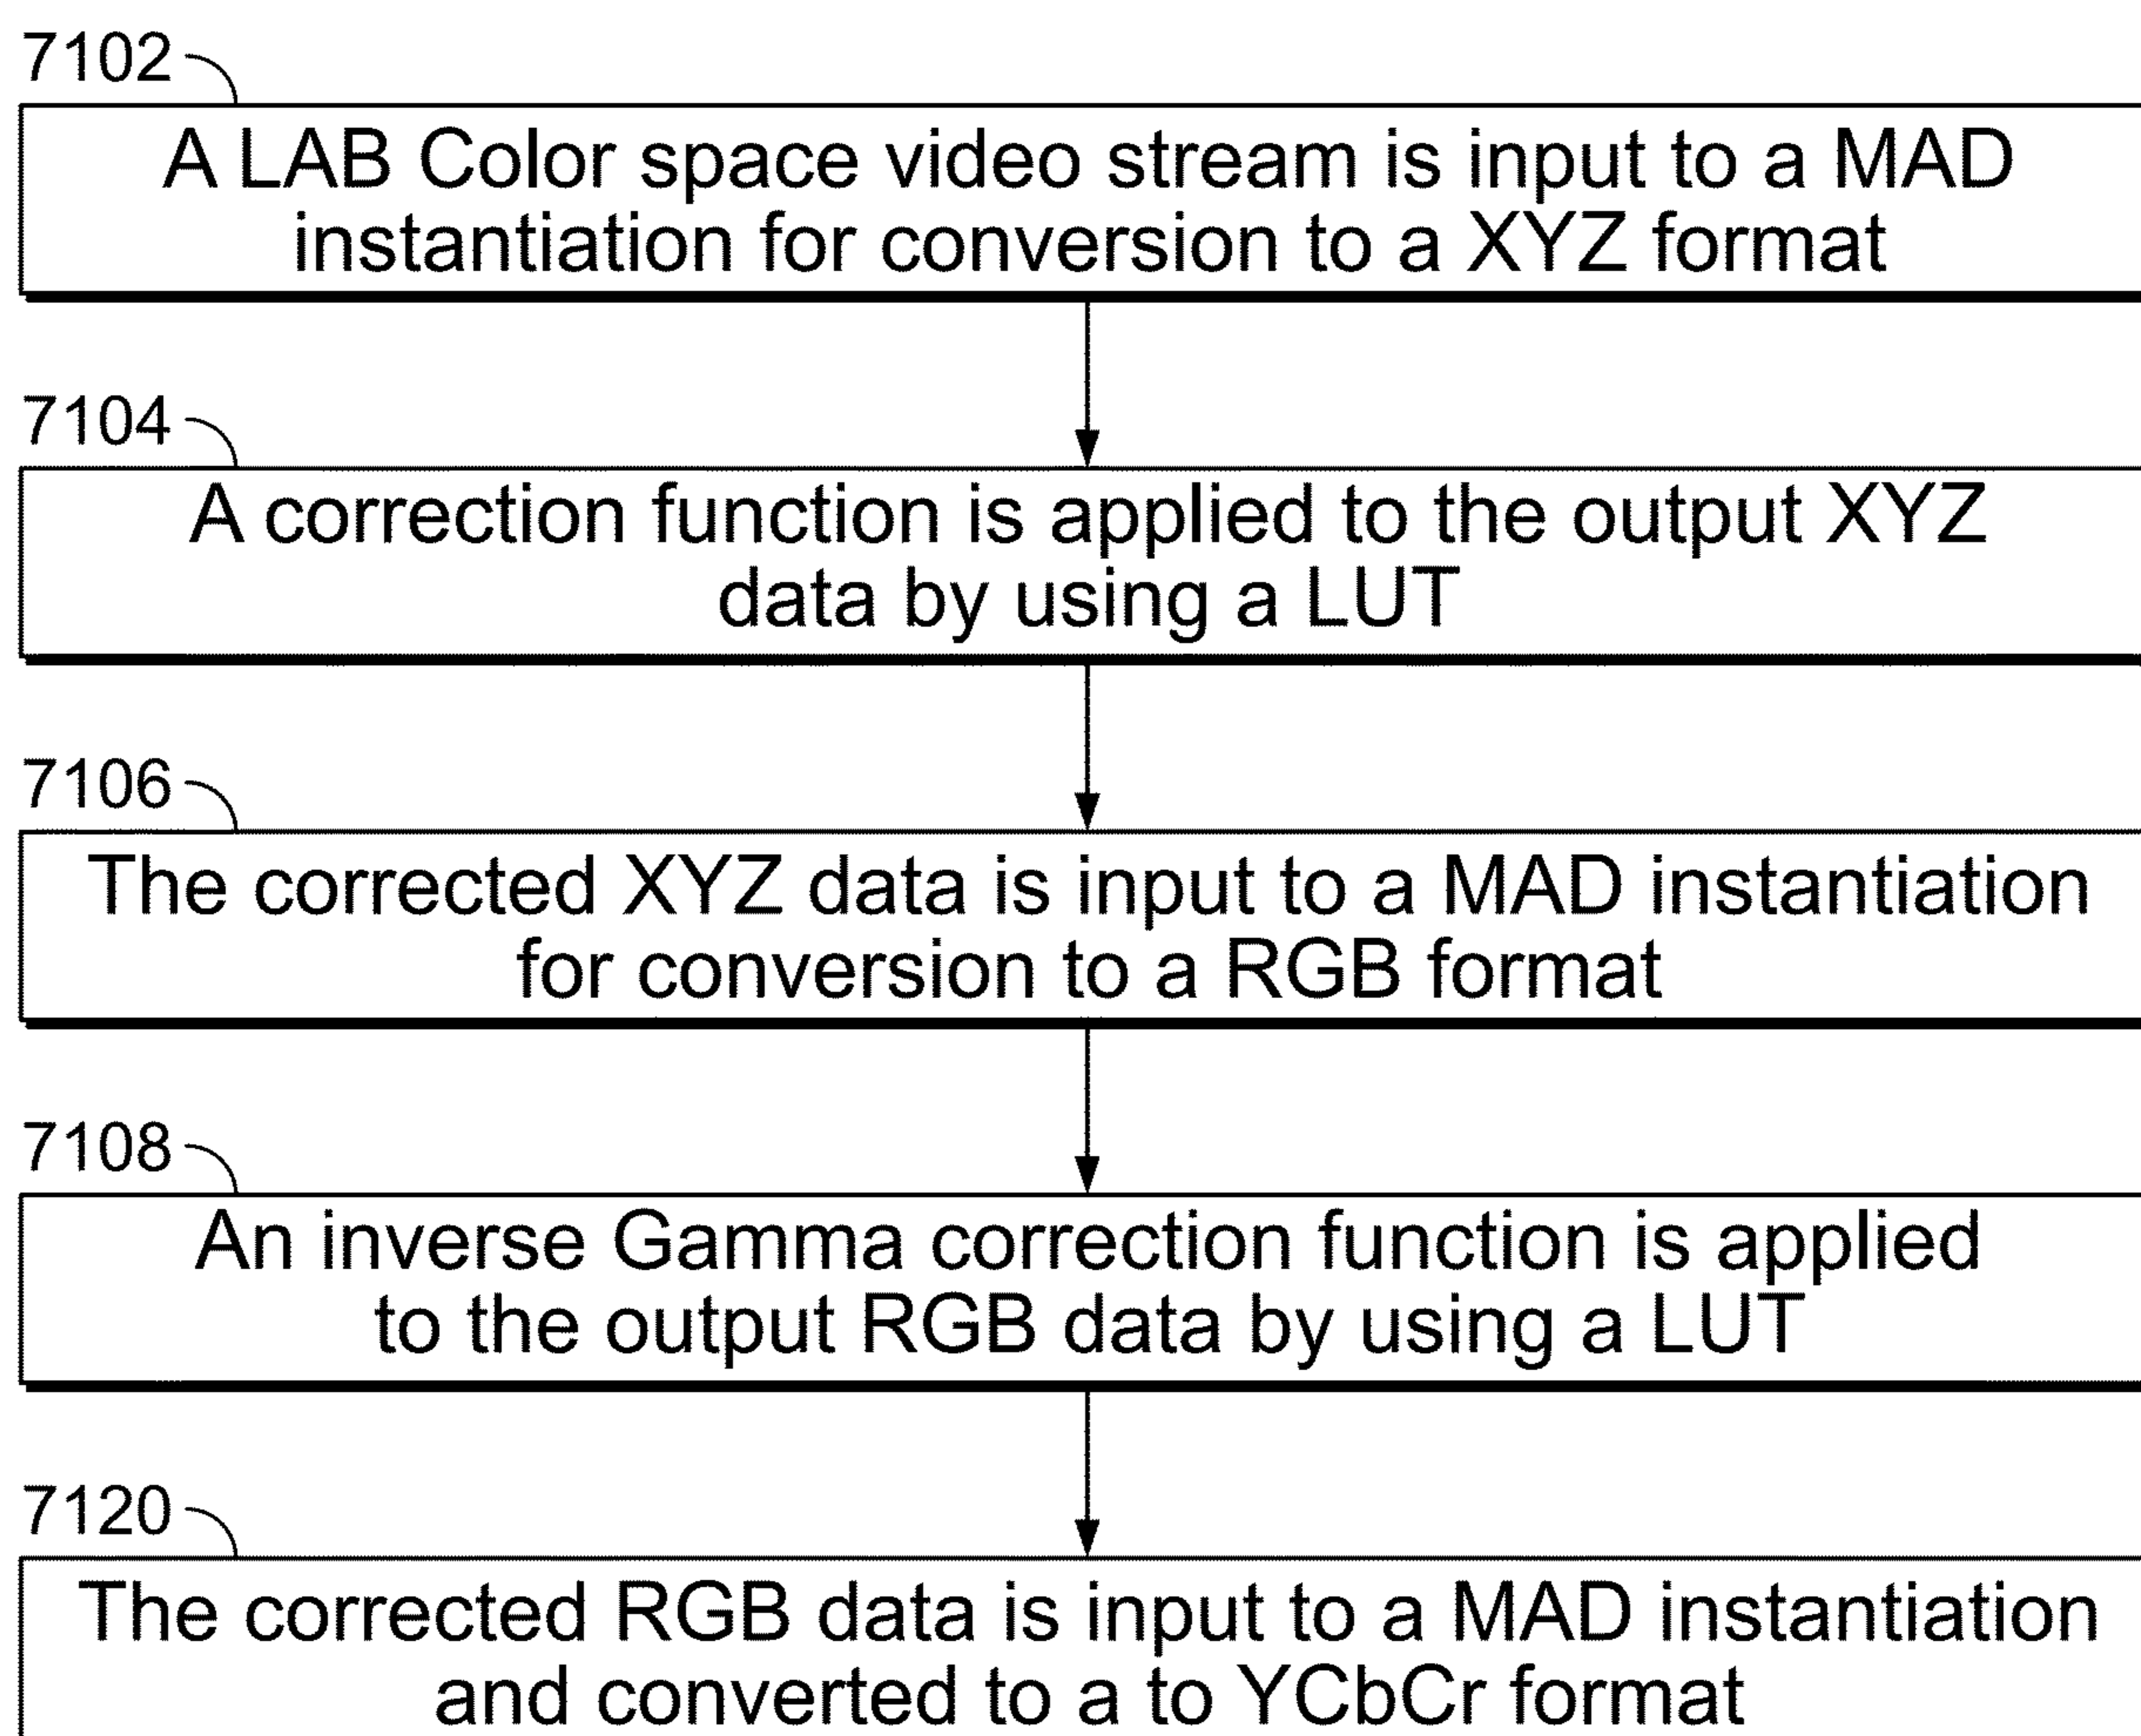 7102
A LAB Color space video stream is input to a MAD
instantiation for conversion to a XYZ format
7104
A correction function is applied to the output XYZ
data by using a LUT
7106
The corrected XYZ data is input to a MAD instantiation
for conversion to a RGB format
7108
An inverse Gamma correction function is applied
to the output RGB data by using a LUT
7120
The corrected RGB data is input to a MAD instantiation
and converted to a to YCbCr format